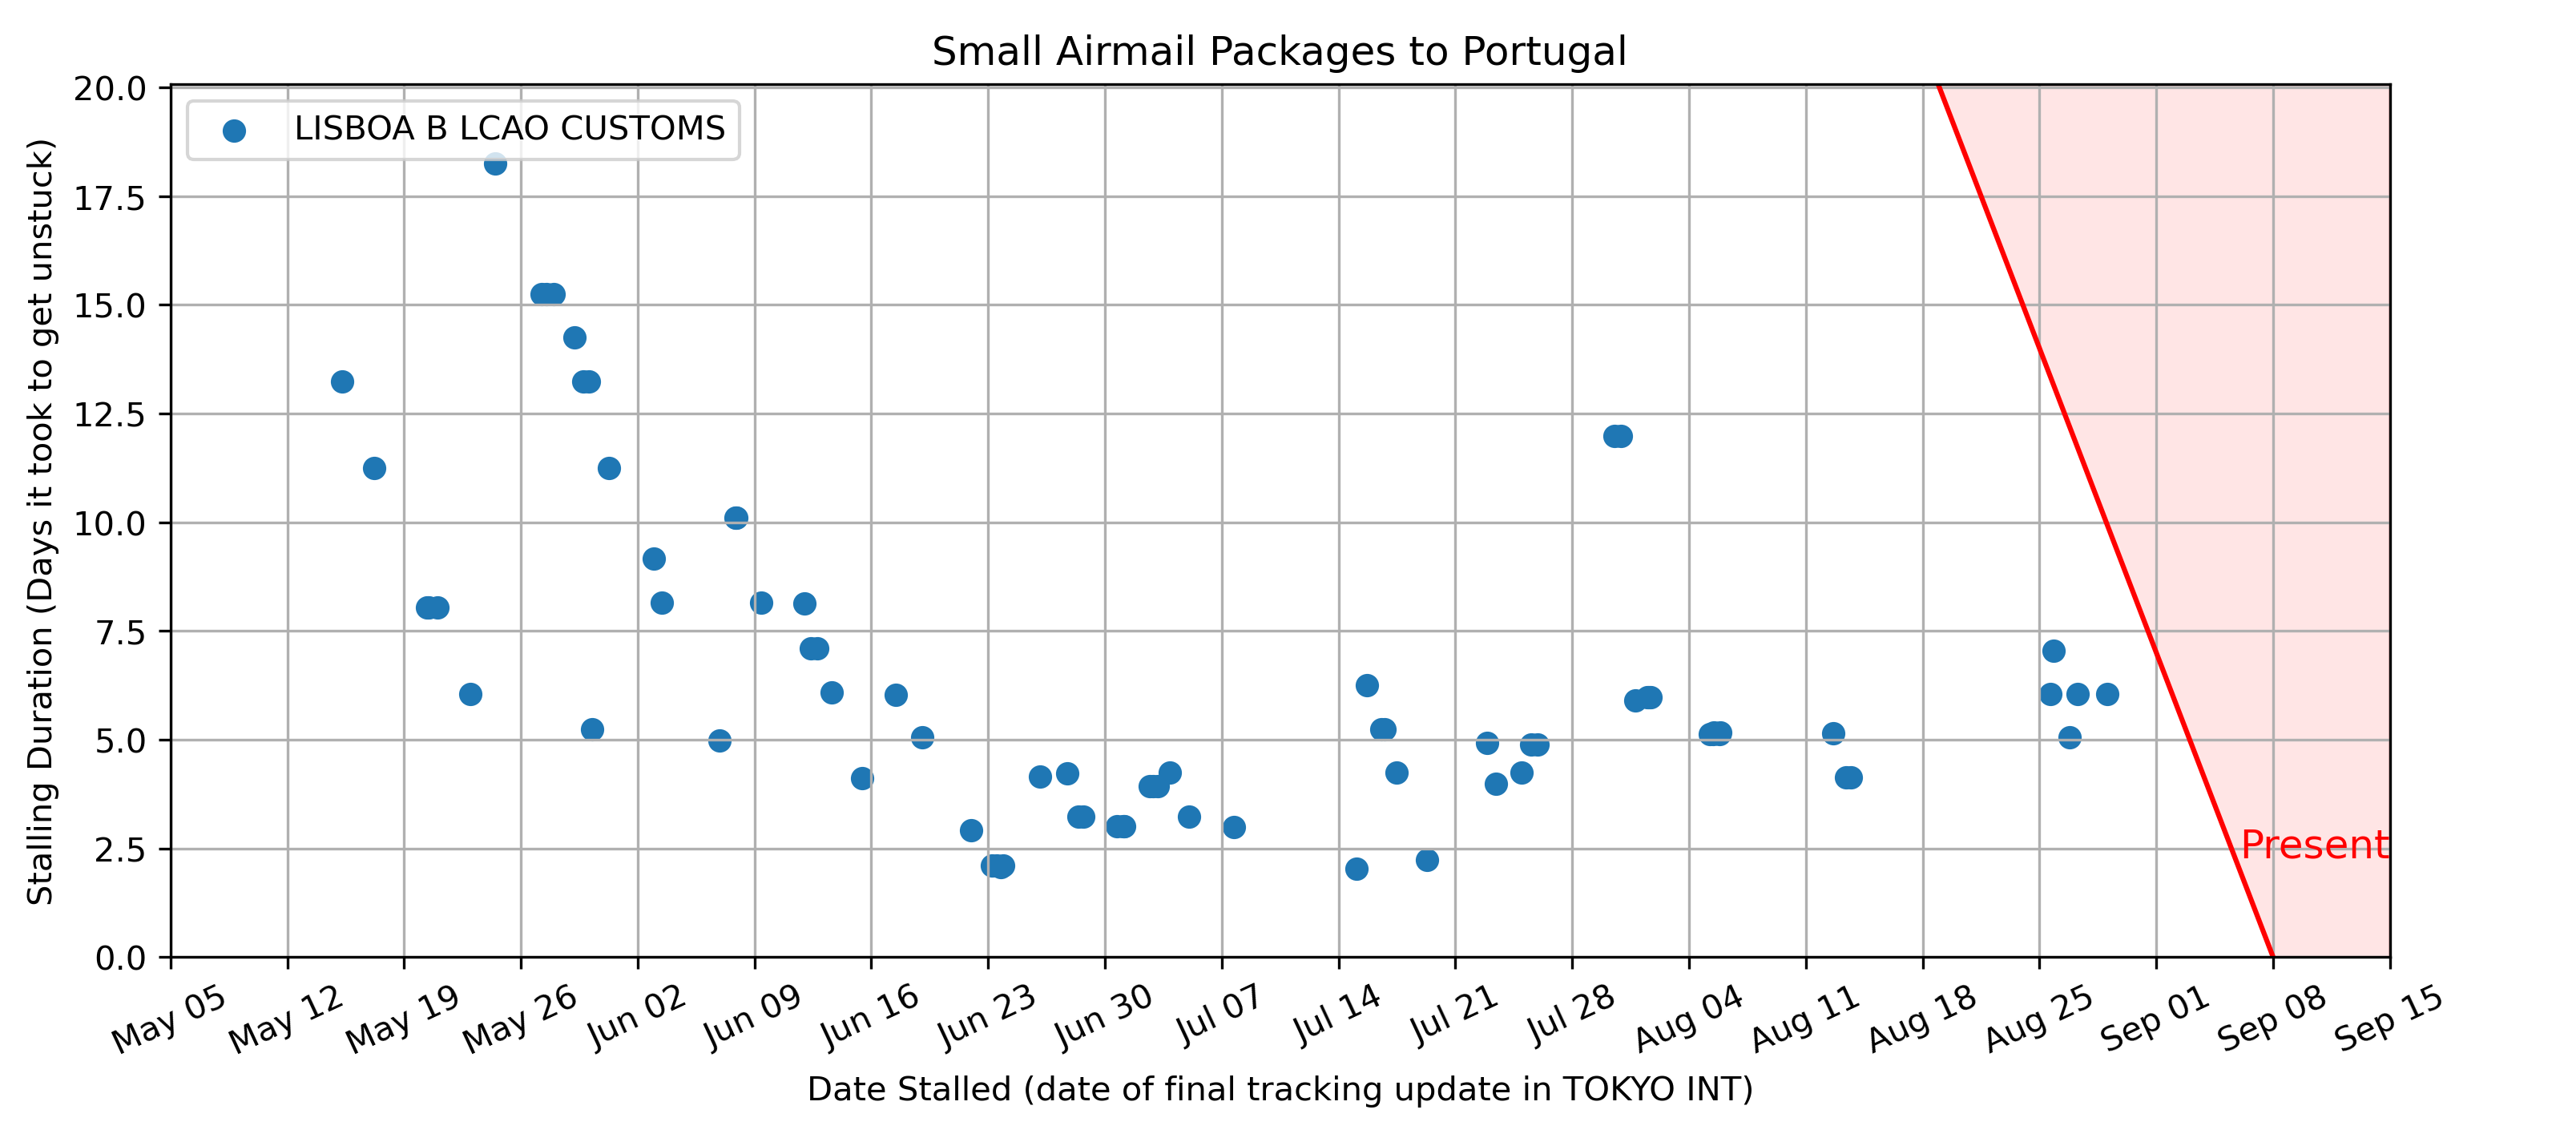 Small Airmail Packages to Portugal
LISBOA B LCAO CUSTOMS
Stalling Duration (Days it took to get unstuck)
20.0
17.5
15.0
12.5
10.0
7.5
5.0
2.5
0.0
Present
May 05
May 12
May 19
May 26
Jun 02
Jun 09
Jun 16
Jun 23
Jun 30
Jul 07
Jul 14
Jul 21
Jul 28
Aug 04
Aug 11
Aug 18
Aug 25
Sep 01
Sep 08
Sep 15
Date Stalled (date of final tracking update in TOKYO INT)